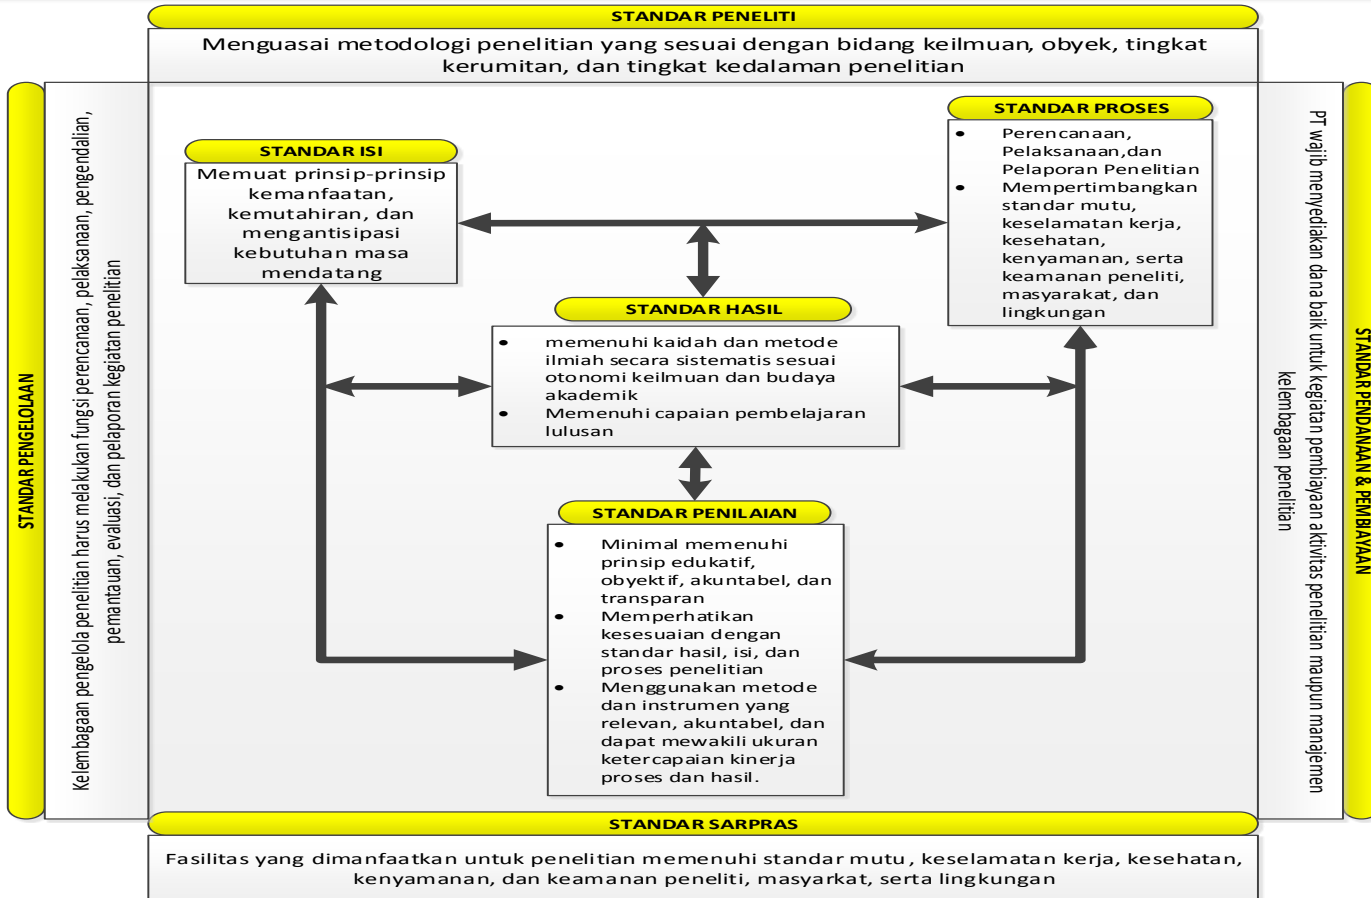 STANDAR PENELITI
Menguasai metodologi penelitian yang sesuai dengan bidang keilmuan, obyek, tingkat
kerumitan, dan tingkat kedalaman penelitian
STANDAR PENGELOLAAN
Kelembagaan pengelola penelitian harus melakukan fungsi perencanaan, pelaksanaan, pengendalian,
pemantauan, evaluasi, dan pelaporan kegiatan penelitian
STANDAR ISI
Memuat prinsip-prinsip
kemanfaatan,
kemutahiran, dan
mengantisipasi
kebutuhan masa
mendatang
STANDAR PROSES
• Perencanaan,
Pelaksanaan,dan
Pelaporan Penelitian
• Mempertimbangkan
standar mutu,
keselamatan kerja,
kesehatan,
kenyamanan, serta
keamanan peneliti,
masyarakat, dan
lingkungan
STANDAR HASIL
• memenuhi kaidah dan metode
ilmiah secara sistematis sesuai
otonomi keilmuan dan budaya
akademik
• Memenuhi capaian pembelajaran
lulusan
STANDAR PENILAIAN
• Minimal memenuhi
prinsip edukatif,
obyektif, akuntabel, dan
transparan
• Memperhatikan
kesesuaian dengan
standar hasil, isi, dan
proses penelitian
• Menggunakan metode
dan instrumen yang
relevan, akuntabel, dan
dapat mewakili ukuran
ketercapaian kinerja
proses dan hasil.
PT wajib menyediakan dana baik untuk kegiatan pembiayaan aktivitas penelitian maupun manajemen
kelembagaan penelitian
STANDAR PENDANAAN & PEMBIAYAAN
STANDAR SARPRAS
Fasilitas yang dimanfaatkan untuk penelitian memenuhi standar mutu, keselamatan kerja, kesehatan,
kenyamanan, dan keamanan peneliti, masyarkat, serta lingkungan